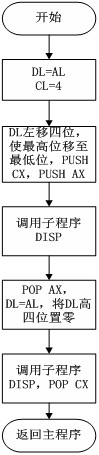 开始
DL=AL
CL=4
DL左移四位，
使最高位移至
最低位，PUSH
CX，PUSH AX
调用子程序
DISP
POP AX，
DL=AL，将DL高
四位置零
调用子程序
DISP，POP CX
返回主程序